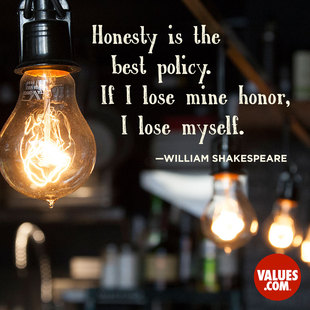 Honesty is the
best policy.
If I lose mine honor,
I lose myself.
—WILLIAM SHAKESPEARE
VALUES
.COM